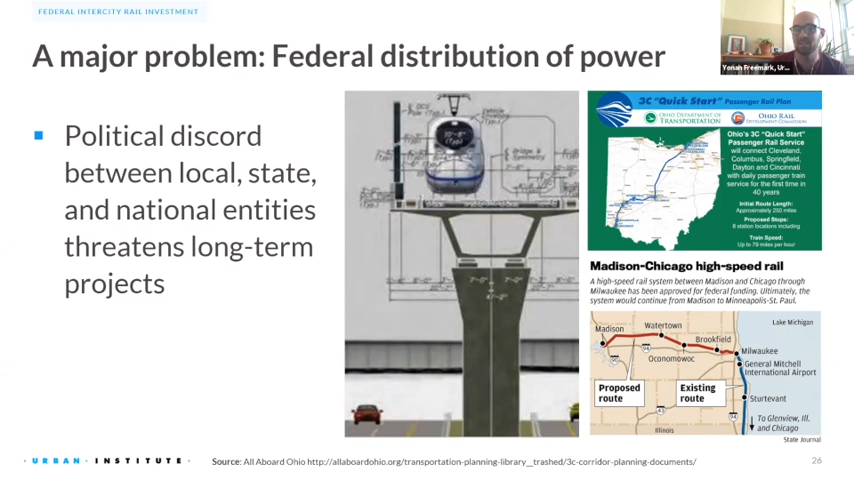 FEDERAL INTERCITY RAIL INVESTMENT
A major problem: Federal distribution of power
Yonah Freemark, Ur...
Political discord
between local, state,
and national entities
threatens long-term
projects
3C "Quick Start" Passenger Rail Plan
OHIO DEPARTMENT OF
TRANSPORTATION
OHIO RAIL
DEVELOPMENT COMMISSION
Ohio's 3C "Quick Start"
Passenger Rail Service
will connect Cleveland,
Columbus, Springfield,
Dayton and Cincinnati
with daily passenger train
service for the first time in
40 years
Initial Route Length:
Approximately 250 miles
Proposed Stops:
8 station locations including
Train Speed:
Up to 79 miles per hour
Madison-Chicago high-speed rail
A high-speed rail system between Madison and Chicago through
Milwaukee has been approved for federal funding. Ultimately, the
system would continue from Madison to Minneapolis-St. Paul.
Madison
Watertown
Lake Michigan
Brookfield
Oconomowoc
Milwaukee
General Mitchell
International Airport
Proposed
route
Existing
route
Sturtevant
94
To Glenview, Ill.
and Chicago
Illinois
State Journal
URBAN INSTITUTE
Source: All Aboard Ohio http://allaboardohio.org/transportation-planning-library__trashed/3c-corridor-planning-documents/
26